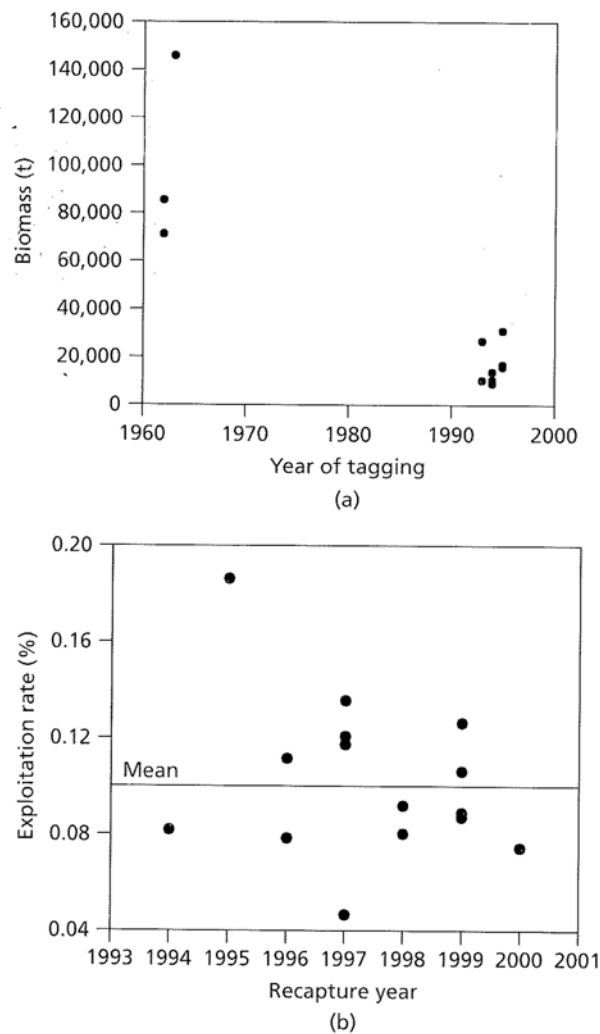 160,000
140,000
120,000
100,000
80,000
60,000
40,000
20,000
0
Biomass (t)
1960 1970 1980 1990 2000
Year of tagging
(a)
0.20
0.16
0.12
0.08
0.04
Exploitation rate (%)
Mean
1993 1994 1995 1996 1997 1998 1999 2000 2001
Recapture year
(b)